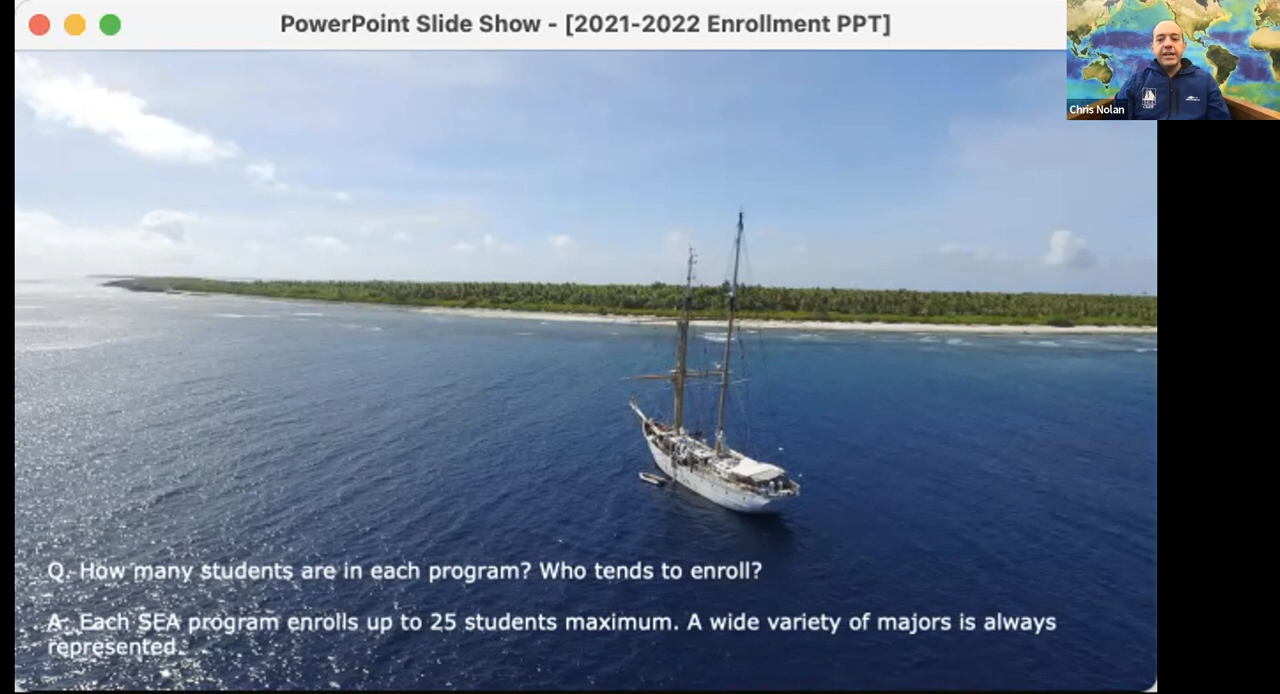 PowerPoint Slide Show - [2021-2022 Enrollment PPT]
Chris Nolan
Q. How many students are in each program? Who tends to enroll?
A: Each SEA program enrolls up to 25 students maximum. A wide variety of majors is always
represented.